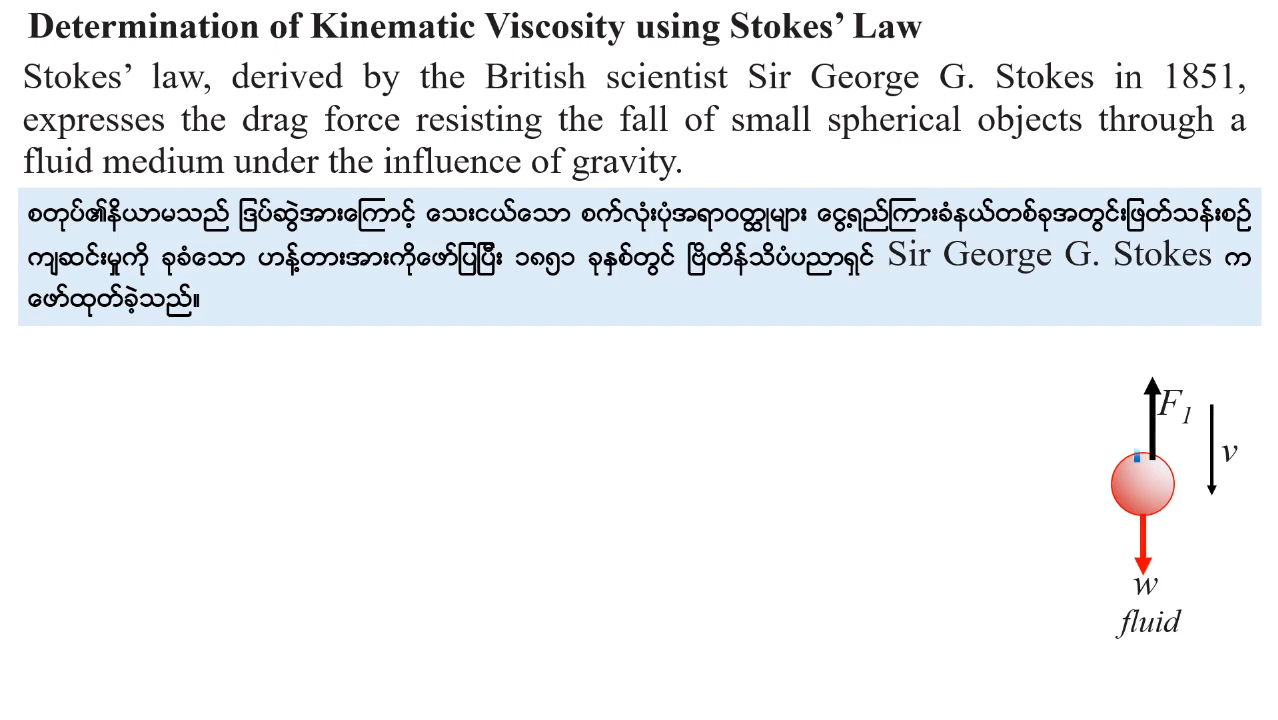 Determination of Kinematic Viscosity using Stokes’ Law
Stokes’ law, derived by the British scientist Sir George G. Stokes in 1851,
expresses the drag force resisting the fall of small spherical objects through a
fluid medium under the influence of gravity.
စတုပ်၏နိယာမသည် ဒြပ်ဆွဲအားကြောင့် သေးငယ်သော စက်လုံးပုံအရာဝတ္ထုများ ငွေ့ရည်ကြားခံနယ်တစ်ခုအတွင်းဖြတ်သန်းစဉ်
ကျဆင်းမှုကို ခုခံသော ဟန့်တားအားကိုဖော်ပြပြီး ၁၈၅၁ ခုနှစ်တွင် ဗြိတိန်သိပံပညာရှင် Sir George G. Stokes က
ဖော်ထုတ်ခဲ့သည်။
F1
v
w
fluid